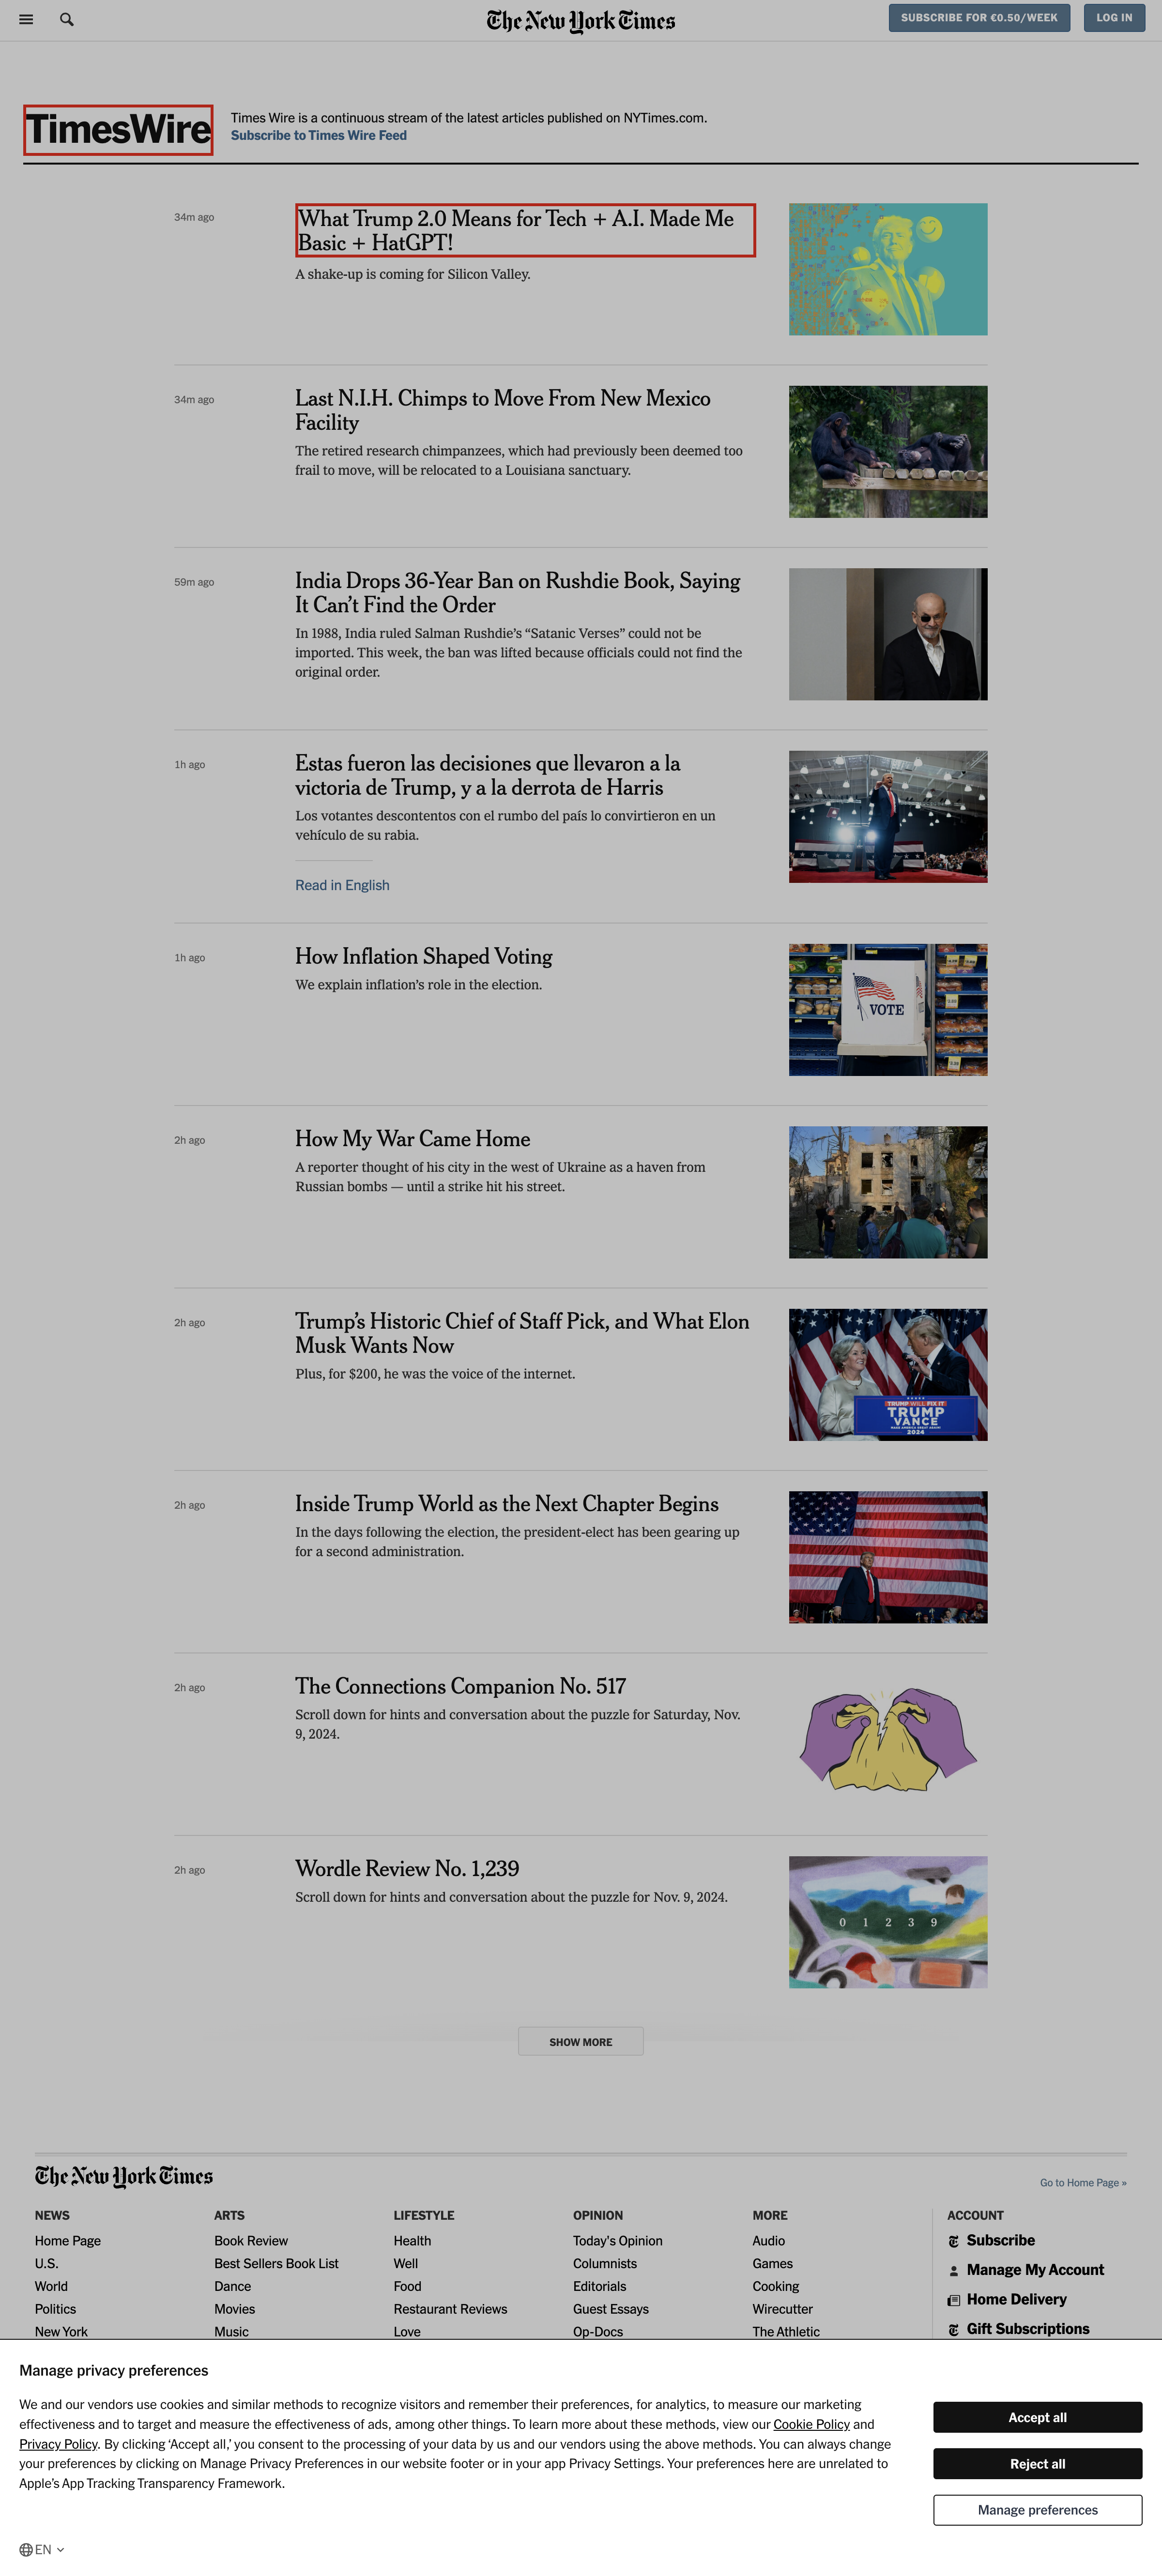 The New York Times
SUBSCRIBE FOR €0.50/WEEK
LOG IN
TimesWire
Times Wire is a continuous stream of the latest articles published on NYTimes.com.
Subscribe to Times Wire Feed
34m ago
What Trump 2.0 Means for Tech + A.I. Made Me
Basic + HatGPT!
A shake-up is coming for Silicon Valley.
34m ago
Last N.I.H. Chimps to Move From New Mexico
Facility
The retired research chimpanzees, which had previously been deemed too
frail to move, will be relocated to a Louisiana sanctuary.
59m ago
India Drops 36-Year Ban on Rushdie Book, Saying
It Can’t Find the Order
In 1988, India ruled Salman Rushdie’s “Satanic Verses” could not be
imported. This week, the ban was lifted because officials could not find the
original order.
1h ago
Estas fueron las decisiones que llevaron a la
victoria de Trump, y a la derrota de Harris
Los votantes descontentos con el rumbo del país lo convirtieron en un
vehículo de su rabia.
Read in English
1h ago
How Inflation Shaped Voting
We explain inflation’s role in the election.
VOTE
2h ago
How My War Came Home
A reporter thought of his city in the west of Ukraine as a haven from
Russian bombs — until a strike hit his street.
2h ago
Trump’s Historic Chief of Staff Pick, and What Elon
Musk Wants Now
Plus, for $200, he was the voice of the internet.
TRUMP WILL FIX IT
TRUMP
VANCE
MAKE AMERICA GREAT AGAIN!
2024
2h ago
Inside Trump World as the Next Chapter Begins
In the days following the election, the president-elect has been gearing up
for a second administration.
2h ago
The Connections Companion No. 517
Scroll down for hints and conversation about the puzzle for Saturday, Nov.
9, 2024.
2h ago
Wordle Review No. 1,239
Scroll down for hints and conversation about the puzzle for Nov. 9, 2024.
0 1 2 3 9
SHOW MORE
The New York Times
Go to Home Page »
NEWS
Home Page
U.S.
World
Politics
New York
ARTS
Book Review
Best Sellers Book List
Dance
Movies
Music
LIFESTYLE
Health
Well
Food
Restaurant Reviews
Love
OPINION
Today's Opinion
Columnists
Editorials
Guest Essays
Op-Docs
MORE
Audio
Games
Cooking
Wirecutter
The Athletic
ACCOUNT
Subscribe
Manage My Account
Home Delivery
Gift Subscriptions
Manage privacy preferences
We and our vendors use cookies and similar methods to recognize visitors and remember their preferences, for analytics, to measure our marketing
effectiveness and to target and measure the effectiveness of ads, among other things. To learn more about these methods, view our Cookie Policy and
Privacy Policy. By clicking ‘Accept all,’ you consent to the processing of your data by us and our vendors using the above methods. You can always change
your preferences by clicking on Manage Privacy Preferences in our website footer or in your app Privacy Settings. Your preferences here are unrelated to
Apple’s App Tracking Transparency Framework.
Accept all
Reject all
Manage preferences
EN